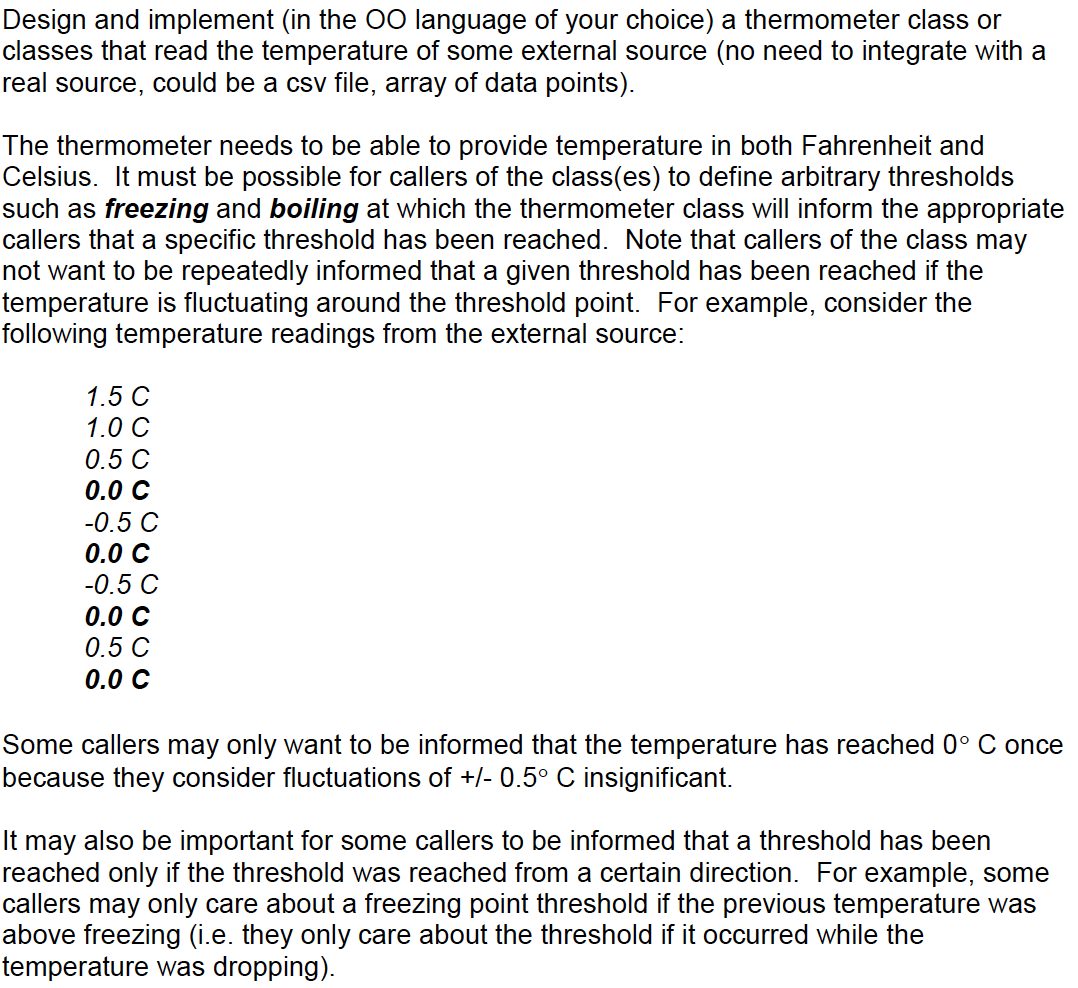 Design and implement (in the OO language of your choice) a thermometer class or
classes that read the temperature of some external source (no need to integrate with a
real source, could be a csv file, array of data points).
The thermometer needs to be able to provide temperature in both Fahrenheit and
Celsius.  It must be possible for callers of the class(es) to define arbitrary thresholds
such as freezing and boiling at which the thermometer class will inform the appropriate
callers that a specific threshold has been reached.  Note that callers of the class may
not want to be repeatedly informed that a given threshold has been reached if the
temperature is fluctuating around the threshold point.  For example, consider the
following temperature readings from the external source:
1.5 C
1.0 C
0.5 C
0.0 C
-0.5 C
0.0 C
-0.5 C
0.0 C
0.5 C
0.0 C
Some callers may only want to be informed that the temperature has reached 0° C once
because they consider fluctuations of +/- 0.5° C insignificant.
It may also be important for some callers to be informed that a threshold has been
reached only if the threshold was reached from a certain direction.  For example, some
callers may only care about a freezing point threshold if the previous temperature was
above freezing (i.e. they only care about the threshold if it occurred while the
temperature was dropping).